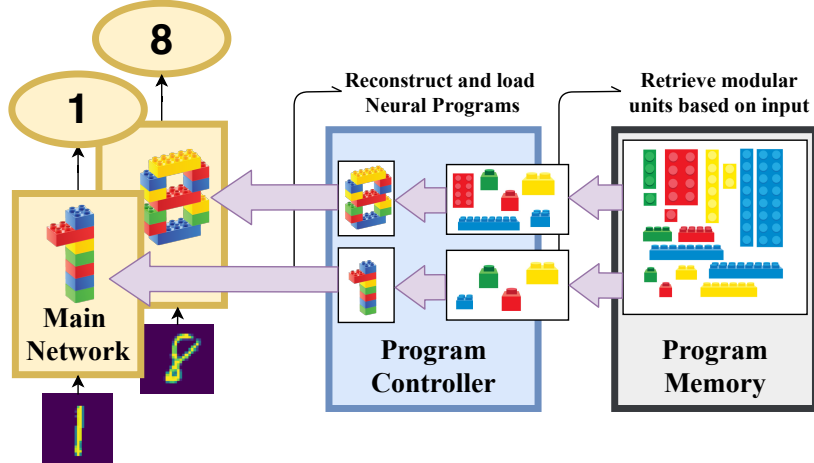 8
1
Reconstruct and load
Neural Programs
Retrieve modular
units based on input
Main
Network
Program
Controller
Program
Memory